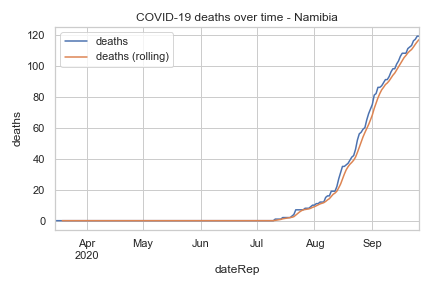 COVID-19 deaths over time - Namibia
deaths
deaths (rolling)
120
100
80
60
40
20
0
deaths
Apr
2020
May
Jun
Jul
Aug
Sep
dateRep